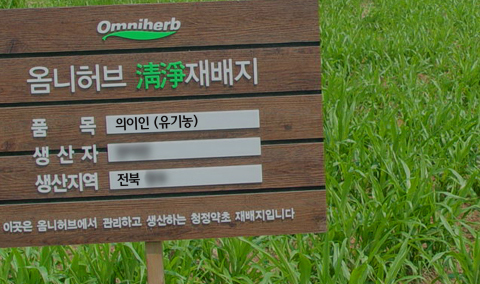 Omniherb
옴니허브 淸淨재배지
품 목 의이인 (유기농)
생 산 자
생산지역 전북
이곳은 옴니허브에서 관리하고 생산하는 청정약초 재배지입니다